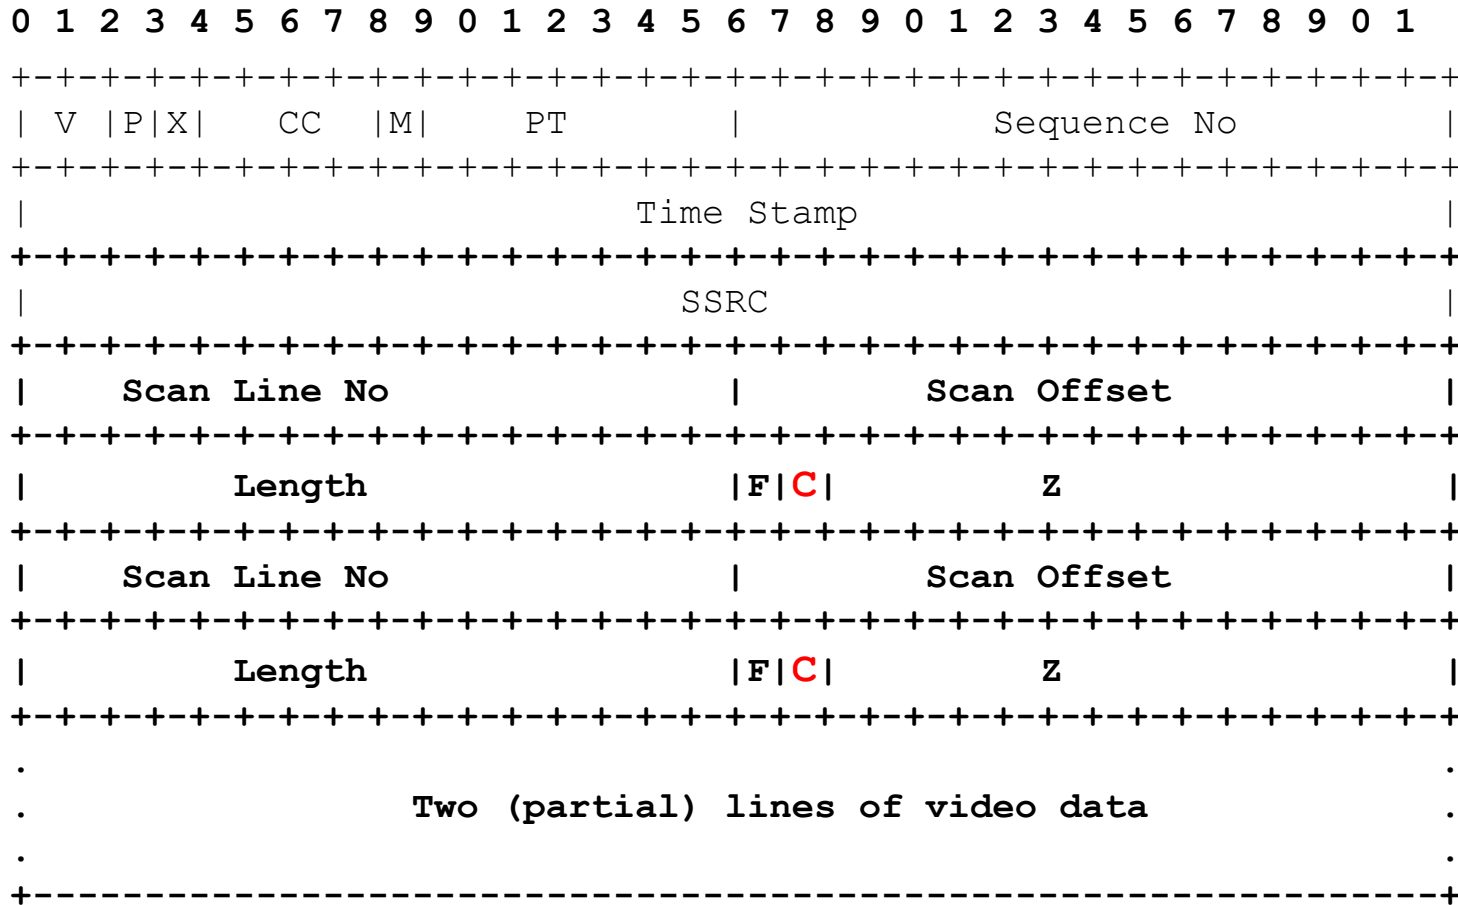 0 1 2 3 4 5 6 7 8 9 0 1 2 3 4 5 6 7 8 9 0 1 2 3 4 5 6 7 8 9 0 1
+-+-+-+-+-+-+-+-+-+-+-+-+-+-+-+-+-+-+-+-+-+-+-+-+-+-+-+-+-+-+-+-+
| V |P|X|   CC  |M|    PT       |           Sequence No         |
+-+-+-+-+-+-+-+-+-+-+-+-+-+-+-+-+-+-+-+-+-+-+-+-+-+-+-+-+-+-+-+-+
|                           Time Stamp                          |
+-+-+-+-+-+-+-+-+-+-+-+-+-+-+-+-+-+-+-+-+-+-+-+-+-+-+-+-+-+-+-+-+
|                             SSRC                              |
+-+-+-+-+-+-+-+-+-+-+-+-+-+-+-+-+-+-+-+-+-+-+-+-+-+-+-+-+-+-+-+-+
|    Scan Line No               |        Scan Offset            |
+-+-+-+-+-+-+-+-+-+-+-+-+-+-+-+-+-+-+-+-+-+-+-+-+-+-+-+-+-+-+-+-+
|         Length                |F|C|         Z                 |
+-+-+-+-+-+-+-+-+-+-+-+-+-+-+-+-+-+-+-+-+-+-+-+-+-+-+-+-+-+-+-+-+
|    Scan Line No               |        Scan Offset            |
+-+-+-+-+-+-+-+-+-+-+-+-+-+-+-+-+-+-+-+-+-+-+-+-+-+-+-+-+-+-+-+-+
|         Length                |F|C|         Z                 |
+-+-+-+-+-+-+-+-+-+-+-+-+-+-+-+-+-+-+-+-+-+-+-+-+-+-+-+-+-+-+-+-+
.                                                               .
.                 Two (partial) lines of video data             .
.                                                               .
+---------------------------------------------------------------+